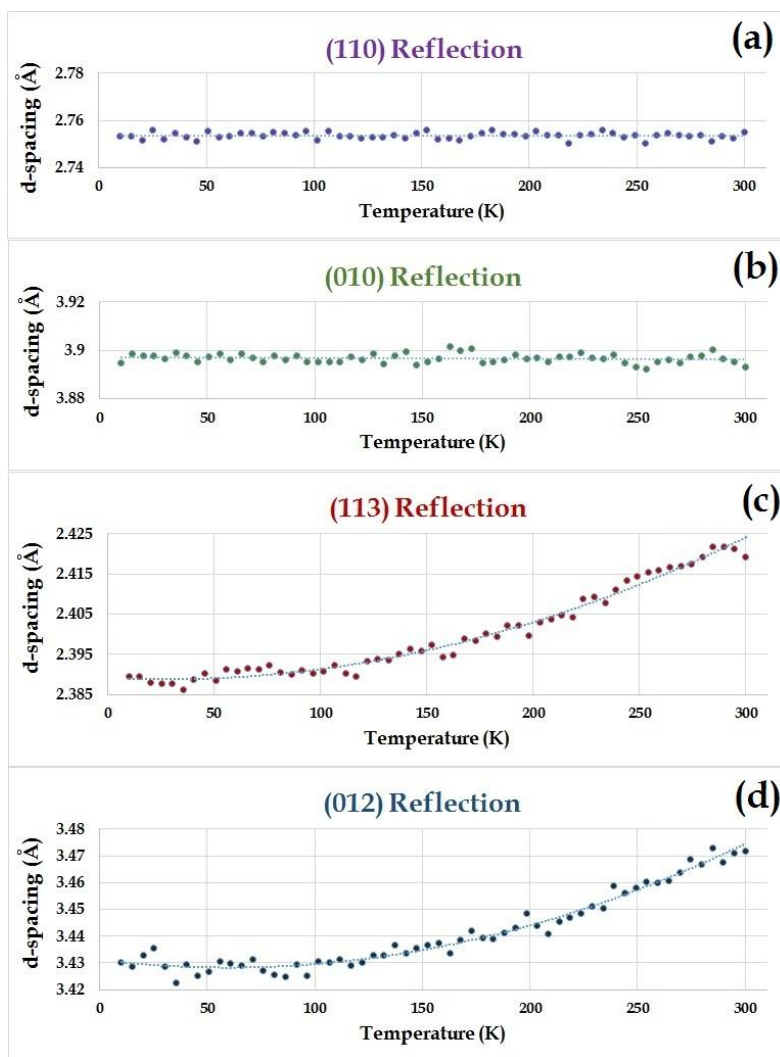 (a)
(110) Reflection
d-spacing (Å)
2.78
2.76
2.74
0 50 100 150 200 250 300
Temperature (K)
(b)
(010) Reflection
d-spacing (Å)
3.92
3.9
3.88
0 50 100 150 200 250 300
Temperature (K)
(c)
(113) Reflection
d-spacing (Å)
2.425
2.415
2.405
2.395
2.385
0 50 100 150 200 250 300
Temperature (K)
(d)
(012) Reflection
d-spacing (Å)
3.48
3.47
3.46
3.45
3.44
3.43
3.42
0 50 100 150 200 250 300
Temperature (K)